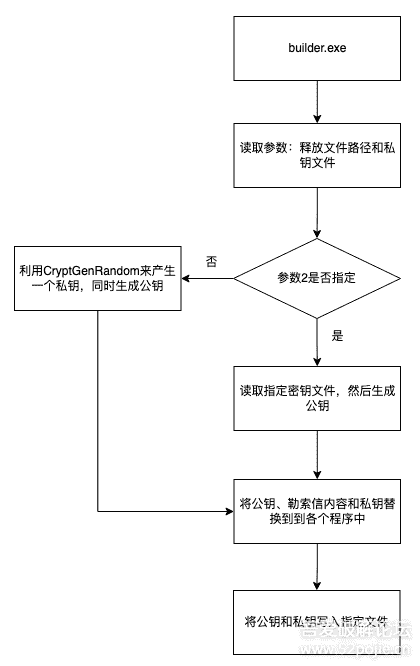 builder.exe
读取参数：释放文件路径和私
钥文件
参数2是否指定
否
利用CryptGenRandom来产生
一个私钥，同时生成公钥
是
读取指定密钥文件，然后生成
公钥
将公钥、勒索信内容和私钥替
换到到各个程序中
将公钥和私钥写入指定文件
吾爱破解论坛
www.52pojie.cn